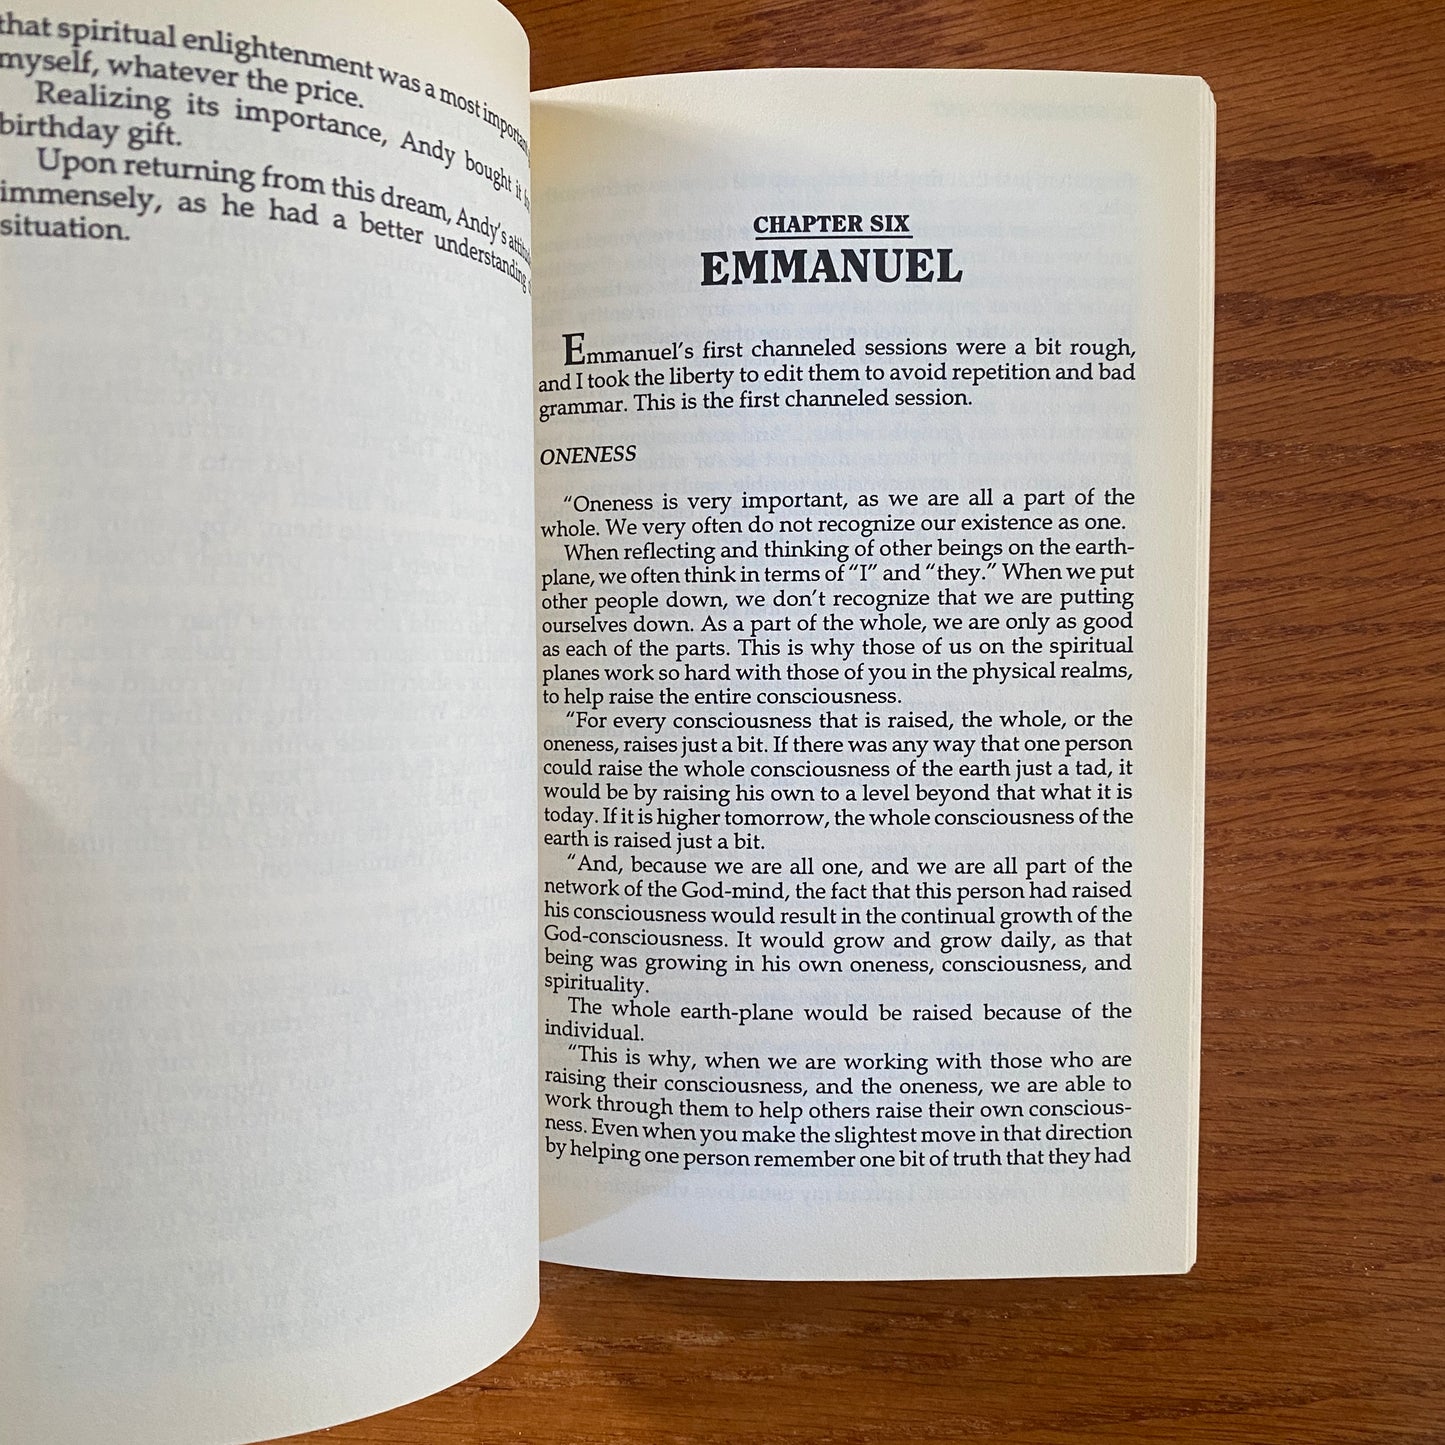 that spiritual enlightenment was a most important
myself, whatever the price.
Realizing its importance, Andy bought it
birthday gift.
Upon returning from this dream, Andy's
immensely, as he had a better understanding
situation.
CHAPTER SIX
EMMANUEL
Emmanuel's first channeled sessions were a bit rough,
and I took the liberty to edit them to avoid repetition and bad
grammar. This is the first channeled session.
ONENESS
“Oneness is very important, as we are all a part of the
whole. We very often do not recognize our existence as one.
When reflecting and thinking of other beings on the earth-
plane, we often think in terms of “I” and “they.” When we put
other people down, we don't recognize that we are putting
ourselves down. As a part of the whole, we are only as good
as each of the parts. This is why those of us on the spiritual
planes work so hard with those of you in the physical realms,
to help raise the entire consciousness.
“For every consciousness that is raised, the whole, or the
oneness, raises just a bit. If there was any way that one person
could raise the whole consciousness of the earth just a tad, it
would be by raising his own to a level beyond that what it is
today. If it is higher tomorrow, the whole consciousness of the
earth is raised just a bit.
“And, because we are all one, and we are all part of the
network of the God-mind, the fact that this person had raised
his consciousness would result in the continual growth of the
God-consciousness. It would grow and grow daily, as that
being was growing in his own oneness, consciousness, and
spirituality.
The whole earth-plane would be raised because of the
individual.
“This is why, when we are working with those who are
raising their consciousness, and the oneness, we are able to
work through them to help others raise their own conscious-
ness. Even when you make the slightest move in that direction
by helping one person remember one bit of truth that they had